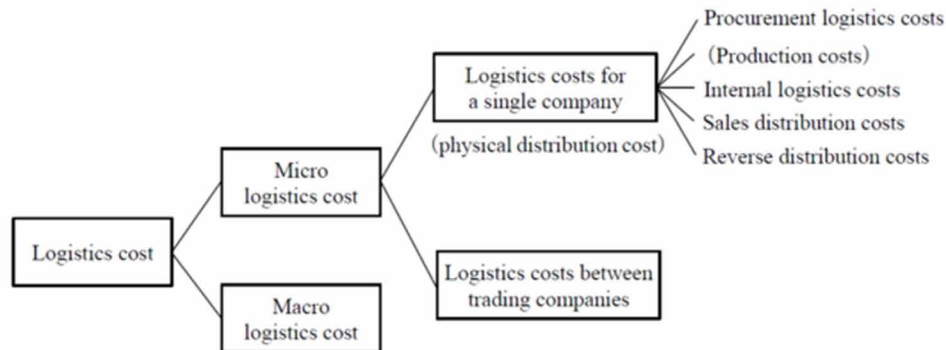 Procurement logistics costs
(Production costs)
Internal logistics costs
Sales distribution costs
Reverse distribution costs
Logistics costs for
a single company
(physical distribution cost)
Micro
logistics cost
Logistics cost
Logistics costs between
trading companies
Macro
logistics cost